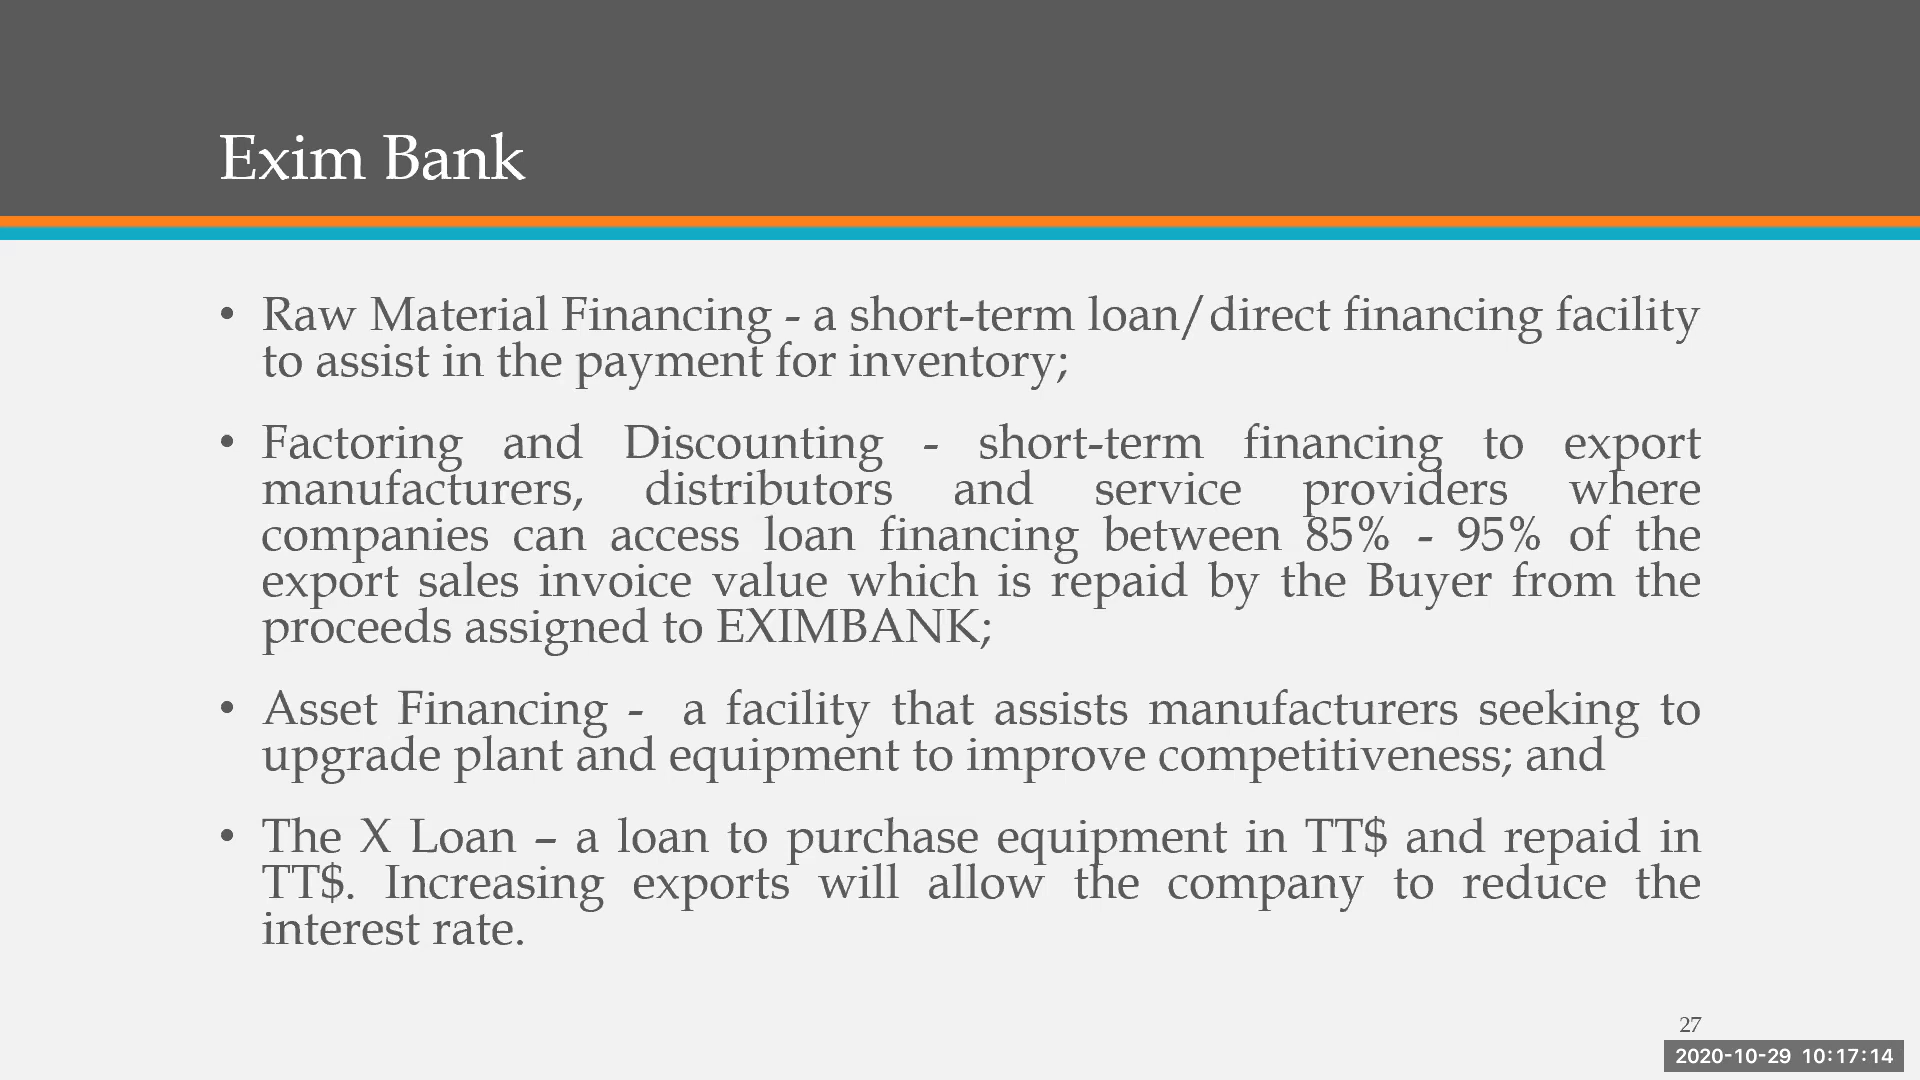 Exim Bank
• Raw Material Financing - a short-term loan/direct financing facility
to assist in the payment for inventory;
• Factoring and Discounting - short-term financing to export
manufacturers, distributors and service providers where
companies can access loan financing between 85% - 95% of the
export sales invoice value which is repaid by the Buyer from the
proceeds assigned to EXIMBANK;
• Asset Financing - a facility that assists manufacturers seeking to
upgrade plant and equipment to improve competitiveness; and
• The X Loan – a loan to purchase equipment in TT$ and repaid in
TT$. Increasing exports will allow the company to reduce the
interest rate.
27
2020-10-29 10:17:14